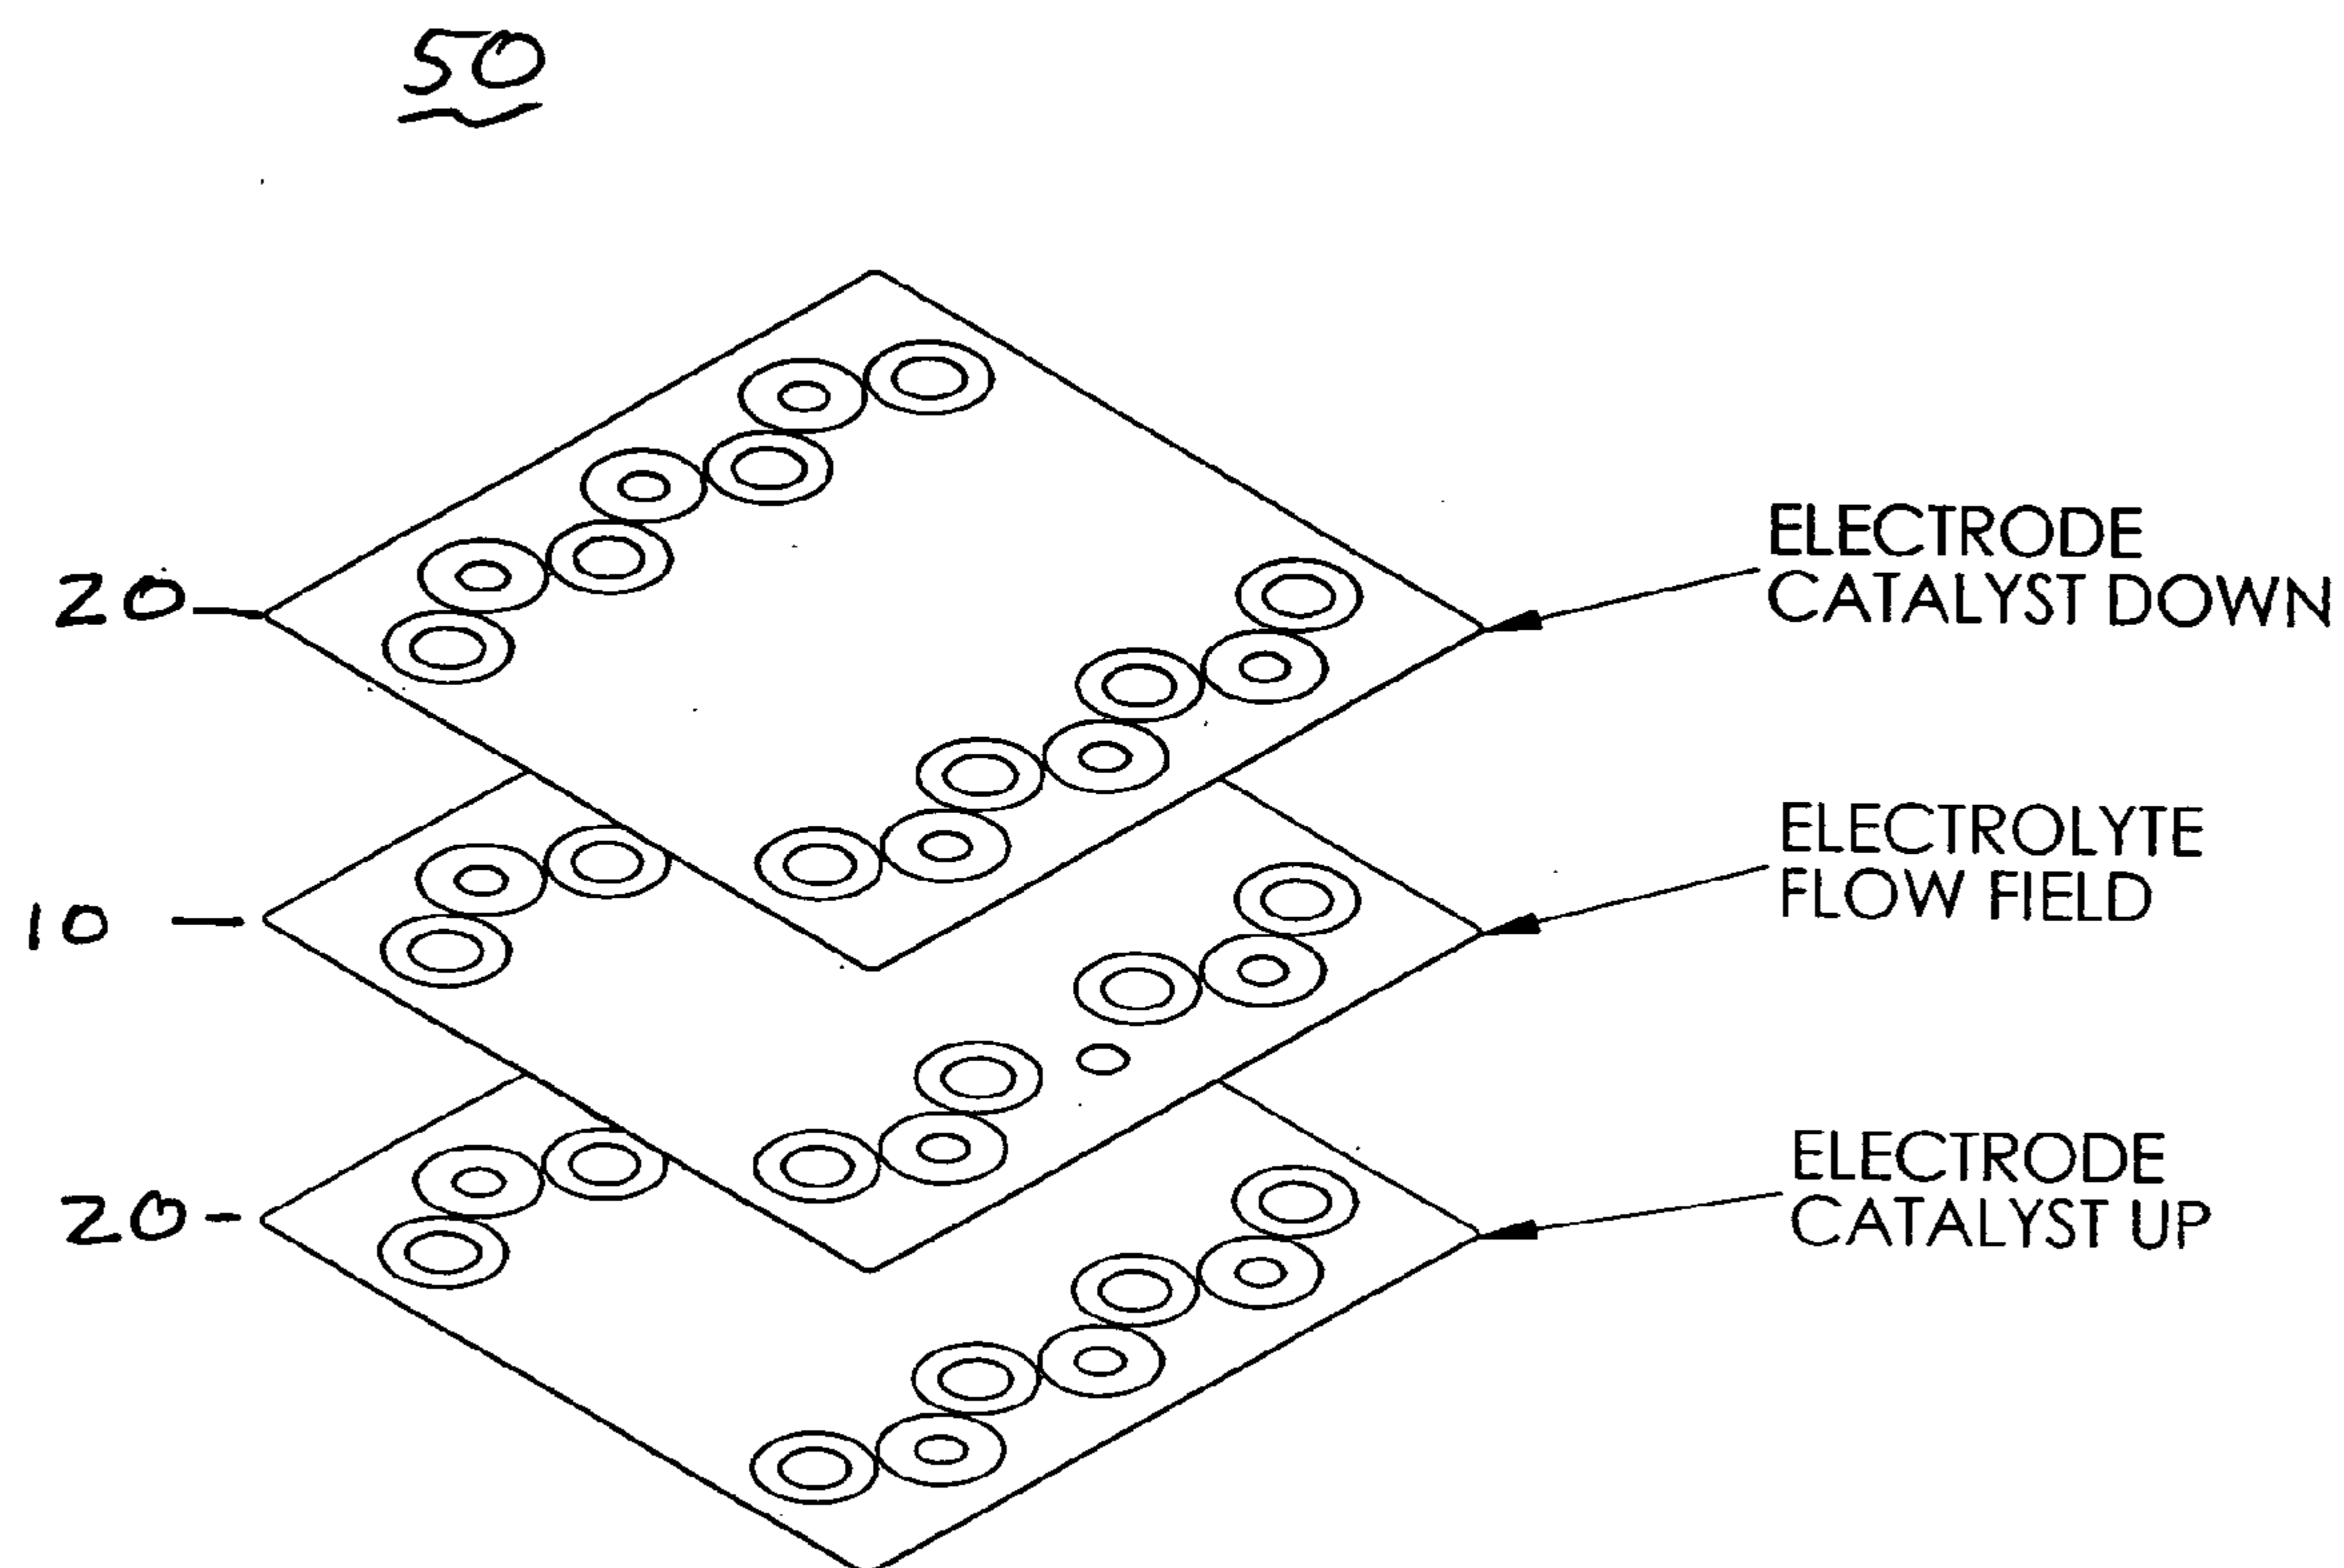 50
20
ELECTRODE
CATALYST DOWN
10
ELECTROLYTE
FLOW FIELD
20
ELECTRODE
CATALYST UP